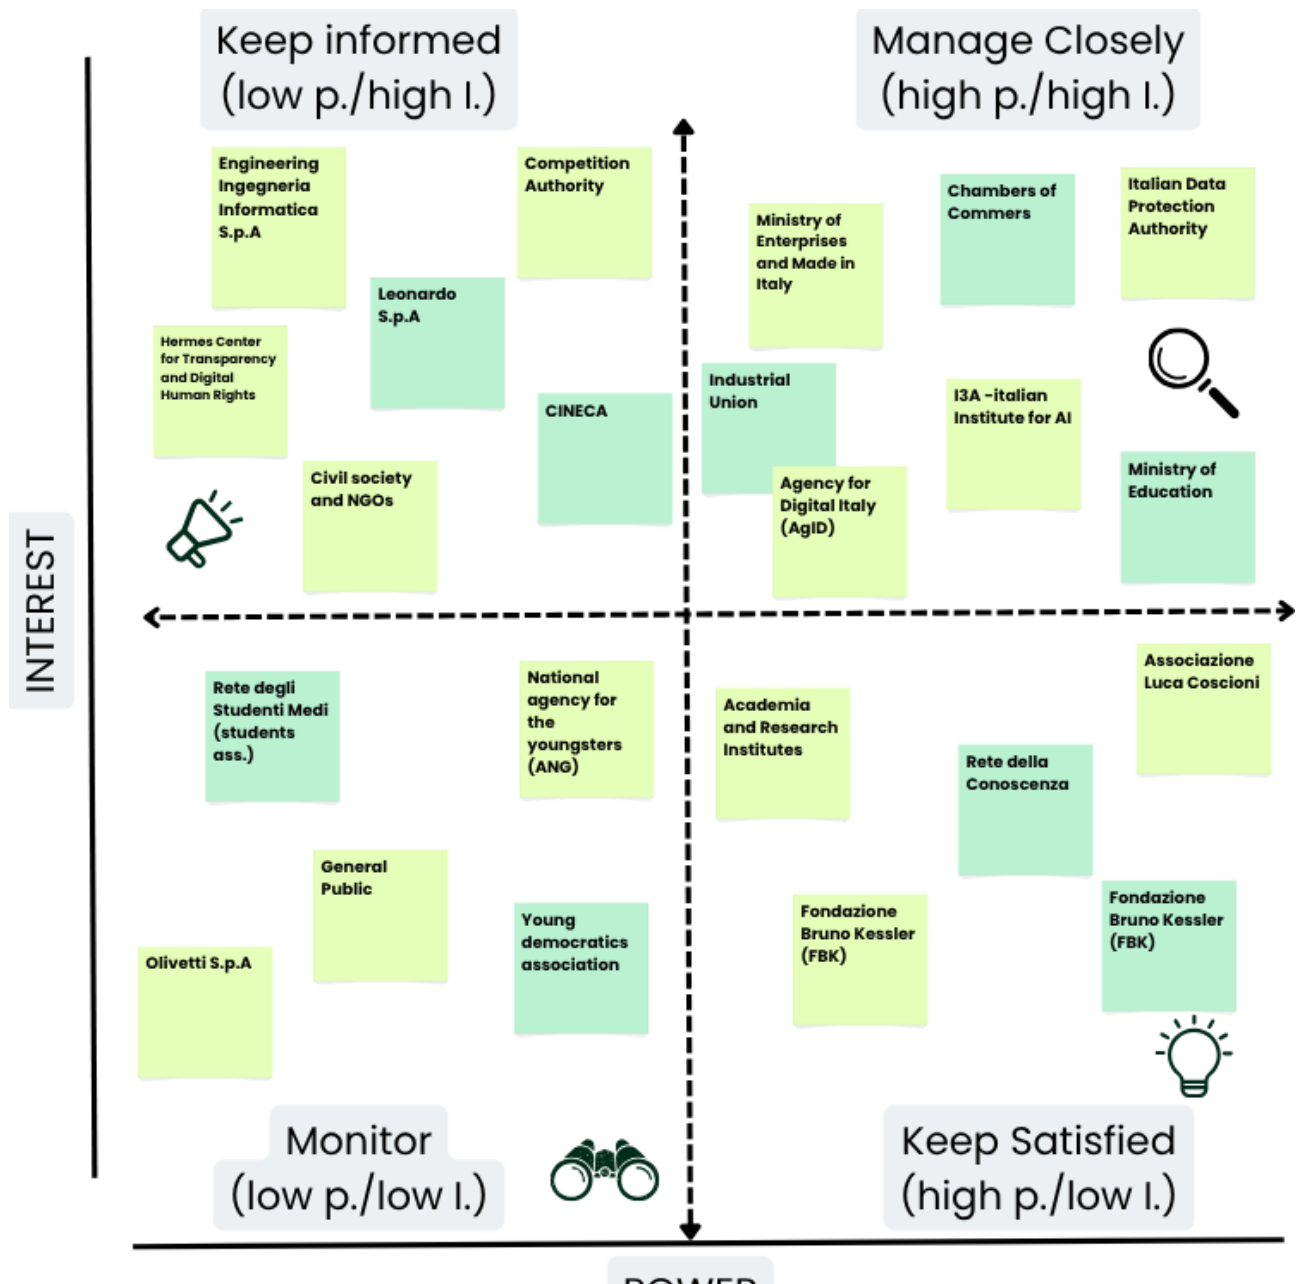 Keep informed
(low p./high I.)
Manage Closely
(high p./high I.)
Engineering
Ingegneria
Informatica
S.p.A
Competition
Authority
Leonardo
S.p.A
Hermes Center
for Transparency
and Digital
Human Rights
CINECA
Civil society
and NGOs
Ministry of
Enterprises
and Made in
Italy
Chambers of
Commers
Italian Data
Protection
Authority
Industrial
Union
I3A -italian
Institute for AI
Agency for
Digital Italy
(AgID)
Ministry of
Education
INTEREST
Rete degli
Studenti Medi
(students
ass.)
National
agency for
the
youngsters
(ANG)
General
Public
Young
democratics
association
Olivetti S.p.A
Academia
and Research
Institutes
Associazione
Luca Coscioni
Rete della
Conoscenza
Fondazione
Bruno Kessler
(FBK)
Fondazione
Bruno Kessler
(FBK)
Monitor
(low p./low I.)
Keep Satisfied
(high p./low I.)
POWER